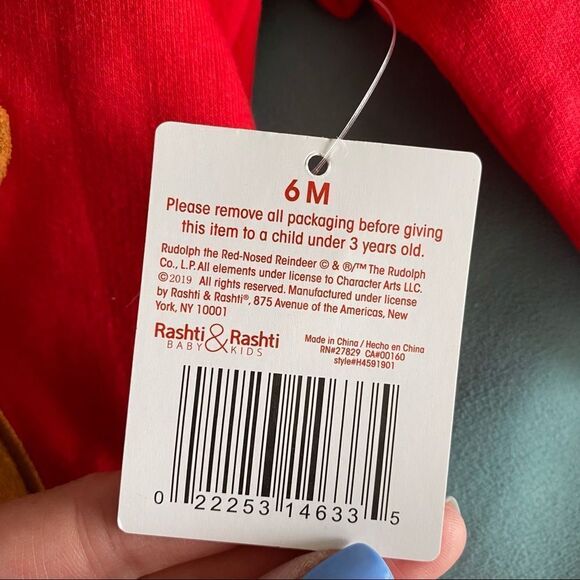 6M
Please remove all packaging before giving
this item to a child under 3 years old.
Rudolph the Red-Nosed Reindeer © & ®/™ The Rudolph
Co., L.P. All elements under license to Character Arts LLC.
©2019 All rights reserved. Manufactured under license
by Rashti & Rashti®, 875 Avenue of the Americas, New
York, NY 10001
Rashti & Rashti
BABY KIDS
Made in China / Hecho en China
RN#27829 CA#00160
style#H4591901
0 22253 14633 5